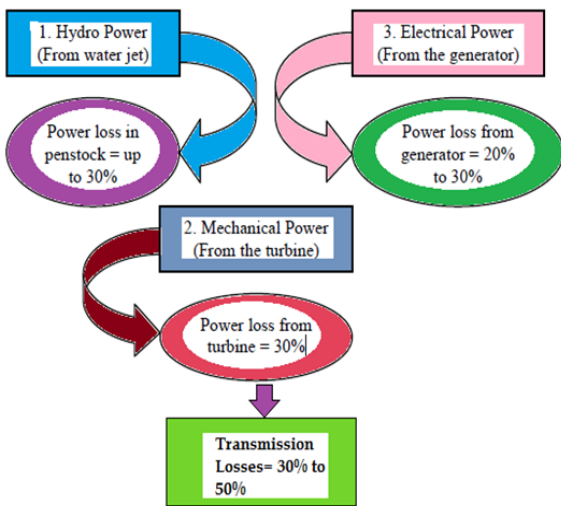 1. Hydro Power
(From water jet)
3. Electrical Power
(From the generator)
Power loss in
penstock = up
to 30%
Power loss from
generator = 20%
to 30%
2. Mechanical Power
(From the turbine)
Power loss from
turbine = 30%
Transmission
Losses= 30% to
50%